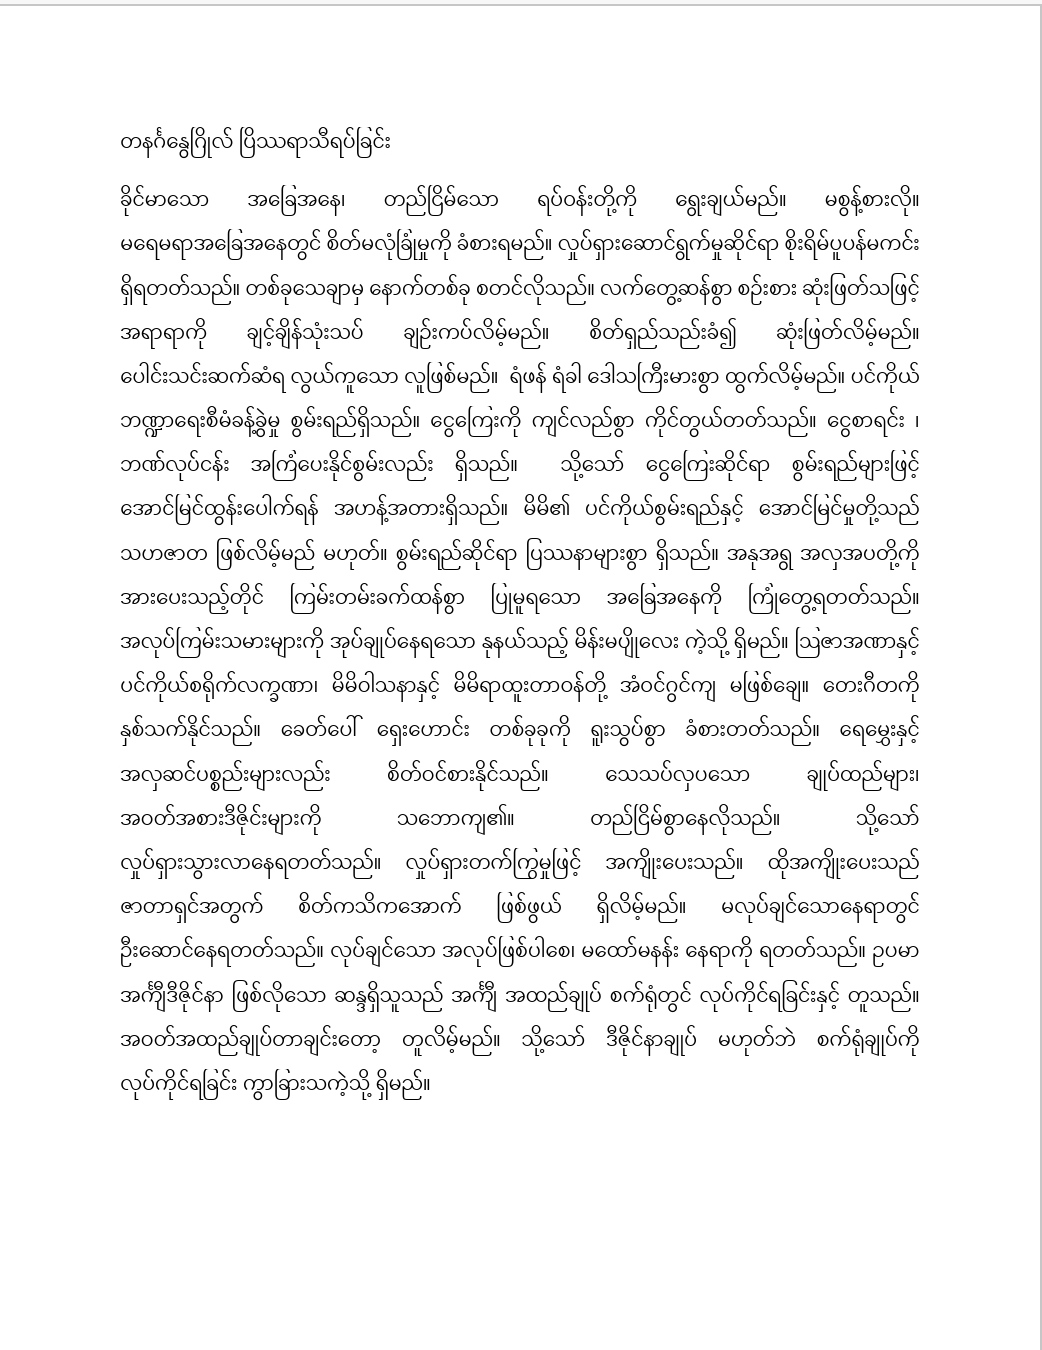 တနင်္ဂနွေဂြိုလ် ပြိဿရာသီရပ်ခြင်း
ခိုင်မာသော အခြေအနေ၊ တည်ငြိမ်သော ရပ်ဝန်းတို့ကို ရွေးချယ်မည်။ မစွန့်စားလို။
မရေမရာအခြေအနေတွင် စိတ်မလုံခြုံမှုကို ခံစားရမည်။ လှုပ်ရှားဆောင်ရွက်မှုဆိုင်ရာ စိုးရိမ်ပူပန်မကင်း
ရှိရတတ်သည်။ တစ်ခုသေချာမှ နောက်တစ်ခု စတင်လိုသည်။ လက်တွေ့ဆန်စွာ စဉ်းစား ဆုံးဖြတ်သဖြင့်
အရာရာကို ချင့်ချိန်သုံးသပ် ချဉ်းကပ်လိမ့်မည်။ စိတ်ရှည်သည်းခံ၍ ဆုံးဖြတ်လိမ့်မည်။
ပေါင်းသင်းဆက်ဆံရ လွယ်ကူသော လူဖြစ်မည်။ ရံဖန် ရံခါ ဒေါသကြီးမားစွာ ထွက်လိမ့်မည်။ ပင်ကိုယ်
ဘဏ္ဍာရေးစီမံခန့်ခွဲမှု စွမ်းရည်ရှိသည်။ ငွေကြေးကို ကျင်လည်စွာ ကိုင်တွယ်တတ်သည်။ ငွေစာရင်း ၊
ဘဏ်လုပ်ငန်း အကြံပေးနိုင်စွမ်းလည်း ရှိသည်။ သို့သော် ငွေကြေးဆိုင်ရာ စွမ်းရည်များဖြင့်
အောင်မြင်ထွန်းပေါက်ရန် အဟန့်အတားရှိသည်။ မိမိ၏ ပင်ကိုယ်စွမ်းရည်နှင့် အောင်မြင်မှုတို့သည်
သဟဇာတ ဖြစ်လိမ့်မည် မဟုတ်။ စွမ်းရည်ဆိုင်ရာ ပြဿနာများစွာ ရှိသည်။ အနုအရွ အလှအပတို့ကို
အားပေးသည့်တိုင် ကြမ်းတမ်းခက်ထန်စွာ ပြုမူရသော အခြေအနေကို ကြုံတွေ့ရတတ်သည်။
အလုပ်ကြမ်းသမားများကို အုပ်ချုပ်နေရသော နုနယ်သည့် မိန်းမပျိုလေး ကဲ့သို့ ရှိမည်။ ဩဇာအဏာနှင့်
ပင်ကိုယ်စရိုက်လက္ခဏာ၊ မိမိဝါသနာနှင့် မိမိရာထူးတာဝန်တို့ အံဝင်ဂွင်ကျ မဖြစ်ချေ။ တေးဂီတကို
နှစ်သက်နိုင်သည်။ ခေတ်ပေါ် ရှေးဟောင်း တစ်ခုခုကို ရူးသွပ်စွာ ခံစားတတ်သည်။ ရေမွှေးနှင့်
အလှဆင်ပစ္စည်းများလည်း စိတ်ဝင်စားနိုင်သည်။ သေသပ်လှပသော ချုပ်ထည်များ၊
အဝတ်အစားဒီဇိုင်းများကို သဘောကျ၏။ တည်ငြိမ်စွာနေလိုသည်။ သို့သော်
လှုပ်ရှားသွားလာနေရတတ်သည်။ လှုပ်ရှားတက်ကြွမှုဖြင့် အကျိုးပေးသည်။ ထိုအကျိုးပေးသည်
ဇာတာရှင်အတွက် စိတ်ကသိကအောက် ဖြစ်ဖွယ် ရှိလိမ့်မည်။ မလုပ်ချင်သောနေရာတွင်
ဦးဆောင်နေရတတ်သည်။ လုပ်ချင်သော အလုပ်ဖြစ်ပါစေ၊ မထော်မနန်း နေရာကို ရတတ်သည်။ ဥပမာ
အင်္ကျီဒီဇိုင်နာ ဖြစ်လိုသော ဆန္ဒရှိသူသည် အင်္ကျီ အထည်ချုပ် စက်ရုံတွင် လုပ်ကိုင်ရခြင်းနှင့် တူသည်။
အဝတ်အထည်ချုပ်တာချင်းတော့ တူလိမ့်မည်။ သို့သော် ဒီဇိုင်နာချုပ် မဟုတ်ဘဲ စက်ရုံချုပ်ကို
လုပ်ကိုင်ရခြင်း ကွာခြားသကဲ့သို့ ရှိမည်။